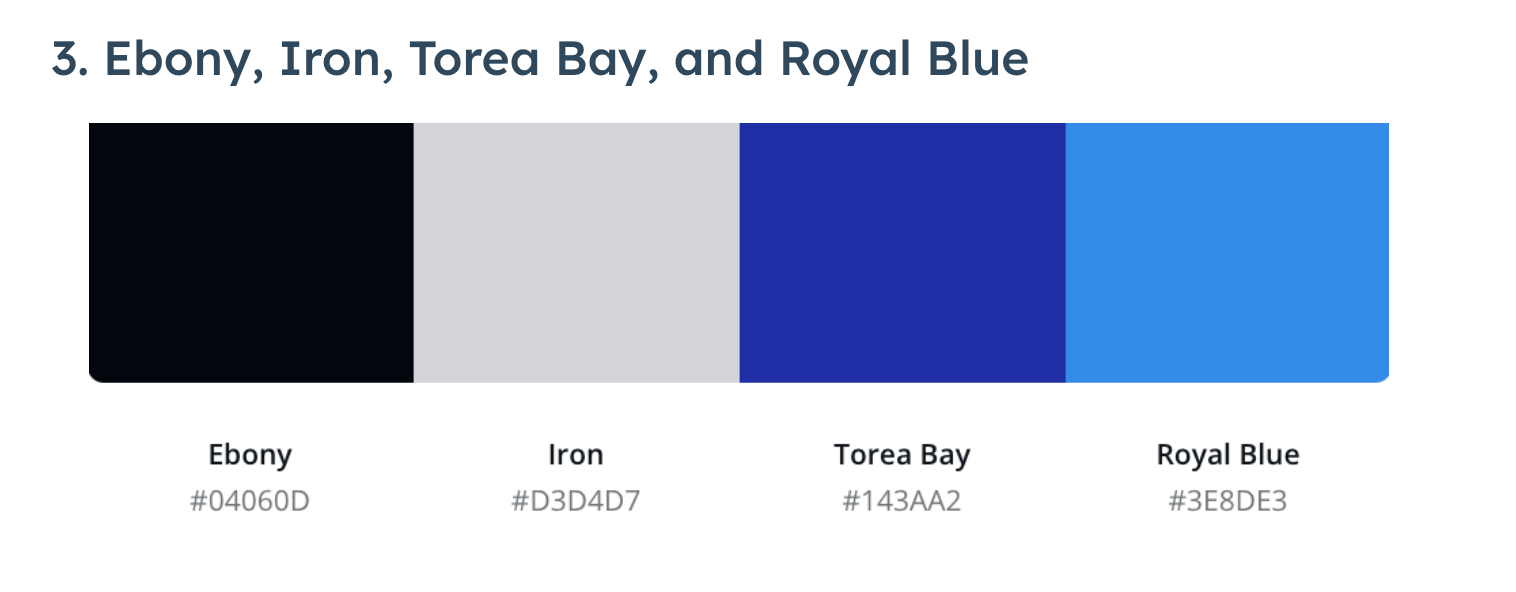 3. Ebony, Iron, Torea Bay, and Royal Blue
Ebony Iron Torea Bay Royal Blue
#04060D #D3D4D7 #143AA2 #3E8DE3